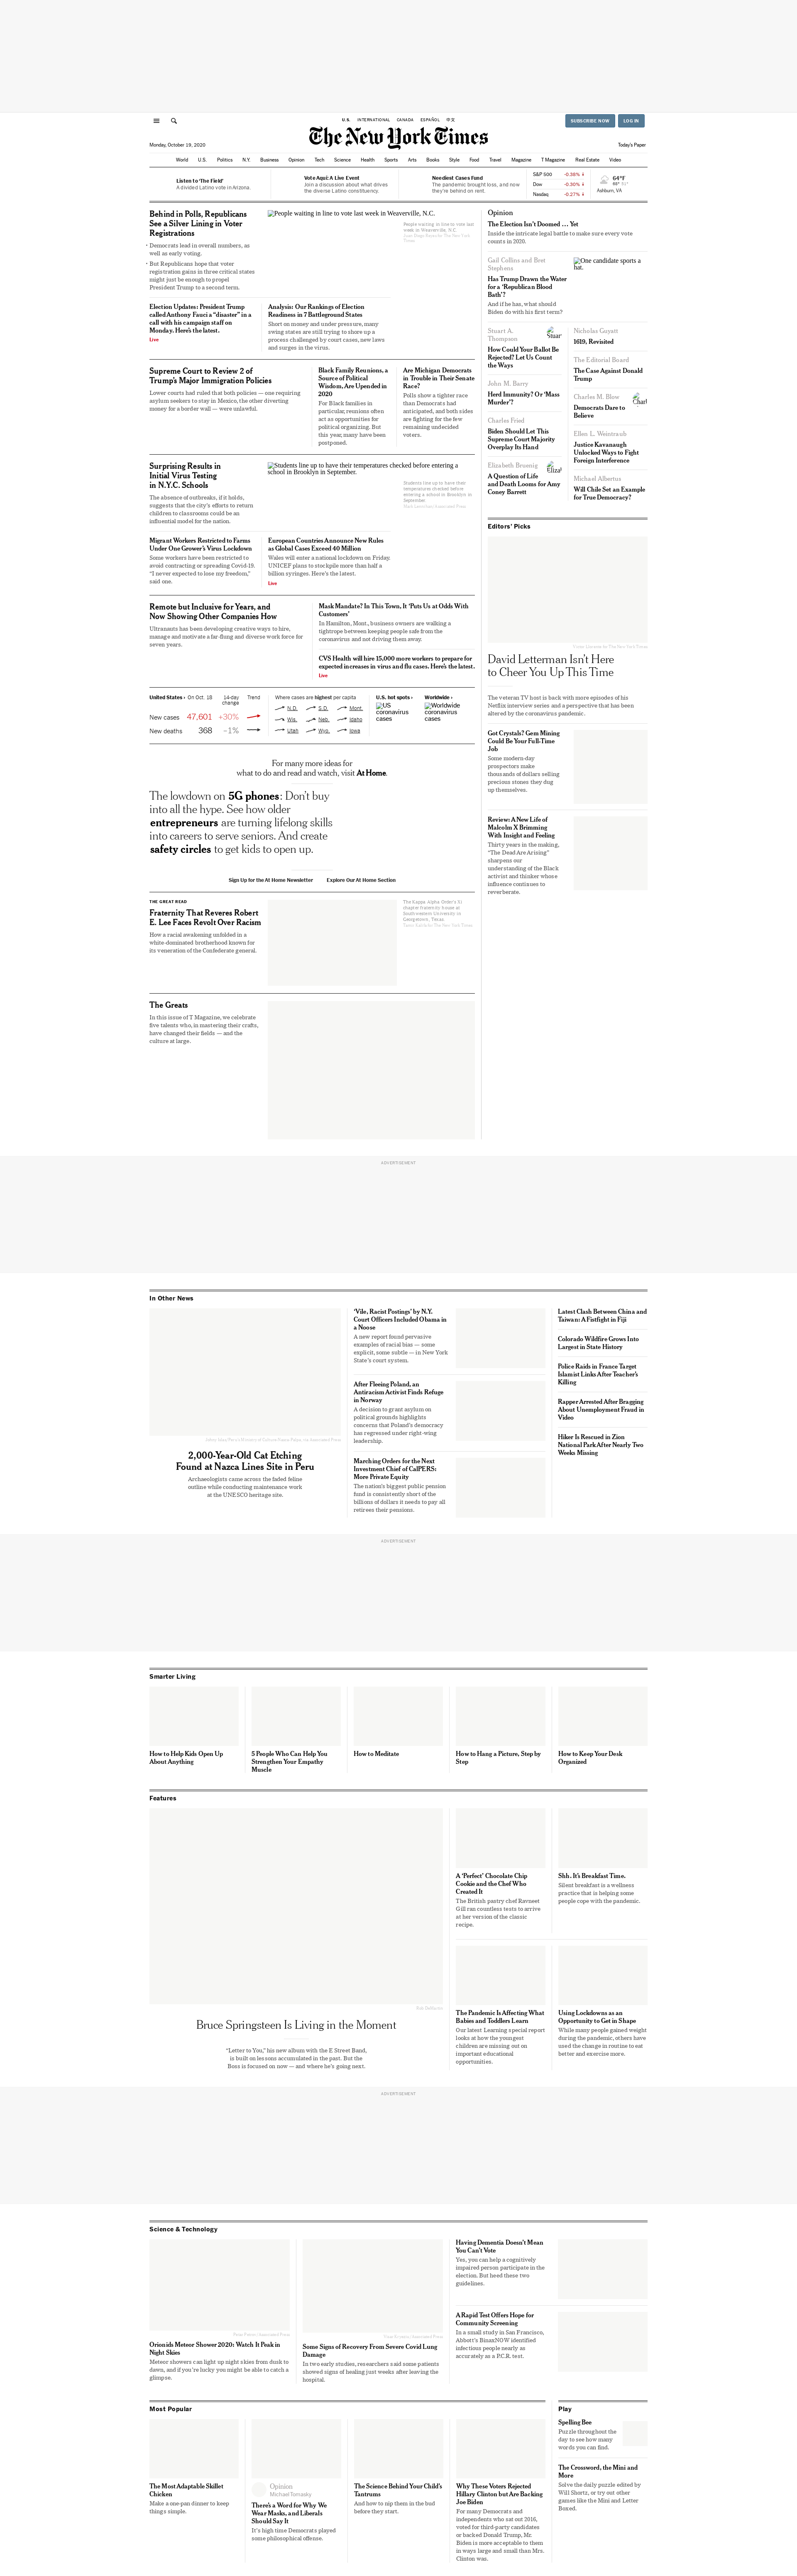 U.S.
INTERNATIONAL
CANADA
ESPAÑOL
中文
SUBSCRIBE NOW
LOG IN
The New York Times
Monday, October 19, 2020
Today's Paper
World
U.S.
Politics
N.Y.
Business
Opinion
Tech
Science
Health
Sports
Arts
Books
Style
Food
Travel
Magazine
T Magazine
Real Estate
Video
Listen to 'The Field'
A divided Latino vote in Arizona.
Vote Aquí: A Live Event
Join a discussion about what drives
the diverse Latino constituency.
Neediest Cases Fund
The pandemic brought loss, and now
they're behind on rent.
S&P 500 -0.38% ↓
Dow -0.30% ↓
Nasdaq -0.27% ↓
64°F
Ashburn, VA
Behind in Polls, Republicans
See a Silver Lining in Voter
Registrations
• Democrats lead in overall numbers, as
well as early voting.
• But Republicans hope that voter
registration gains in three critical states
might just be enough to propel
President Trump to a second term.
People waiting in line to vote last week in Weaverville, N.C.
People waiting in line to vote last
week in Weaverville, N.C.
Election Updates: President Trump
called Anthony Fauci a “disaster” in a
call with his campaign staff on
Monday. Here's the latest.
Live
Analysis: Our Rankings of Election
Readiness in 7 Battleground States
Short on money and under pressure, many
swing states are still trying to shore up a
process challenged by court cases, new laws
and surges in the virus.
Supreme Court to Review 2 of
Trump's Major Immigration Policies
Lower courts had ruled that both policies — one requiring
asylum seekers to stay in Mexico, the other diverting
money for a border wall — were unlawful.
Black Family Reunions, a
Source of Political
Wisdom, Are Upended in
2020
For Black families in
particular, reunions often
act as opportunities for
political organizing. But
this year, many have been
postponed.
Are Michigan Democrats
in Trouble in Their Senate
Race?
Polls show a tighter race
than Democrats had
anticipated, and both sides
are fighting for the few
remaining undecided
voters.
Surprising Results in
Initial Virus Testing
in N.Y.C. Schools
The absence of outbreaks, if it holds,
suggests that the city's efforts to return
children to classrooms could be an
influential model for the nation.
Students line up to have their temperatures checked before entering a
school in Brooklyn in September.
Students line up to have their
temperatures checked before
entering a school in Brooklyn in
September.
Migrant Workers Restricted to Farms
Under One Grower's Virus Lockdown
Some workers have been restricted to
avoid contracting or spreading Covid-19.
“I never expected to lose my freedom,”
said one.
European Countries Announce New Rules
as Global Cases Exceed 40 Million
Wales will enter a national lockdown on Friday.
UNICEF plans to stockpile more than half a
billion syringes. Here's the latest.
Live
Remote but Inclusive for Years, and
Now Showing Other Companies How
Ultranauts has been developing creative ways to hire,
manage and motivate a far-flung and diverse work force for
seven years.
Mask Mandate? In This Town, It ‘Puts Us at Odds With
Customers’
In Hamilton, Mont., business owners are walking a
tightrope between keeping people safe from the
coronavirus and not driving them away.
CVS Health will hire 15,000 more workers to prepare for
expected increases in virus and flu cases. Here's the latest.
Live
United States › On Oct. 18 14-day change Trend
New cases 47,601 +30%
New deaths 368 –1%
Where cases are highest per capita
N.D. S.D. Mont.
Wis. Neb. Idaho
Utah Wyo. Iowa
U.S. hot spots ›
US coronavirus cases
Worldwide ›
Worldwide coronavirus cases
For many more ideas for
what to do and read and watch, visit At Home.
The lowdown on 5G phones: Don't buy
into all the hype. See how older
entrepreneurs are turning lifelong skills
into careers to serve seniors. And create
safety circles to get kids to open up.
Sign Up for the At Home Newsletter
Explore Our At Home Section
THE GREAT READ
Fraternity That Reveres Robert
E. Lee Faces Revolt Over Racism
How a racial awakening unfolded in a
white-dominated brotherhood known for
its veneration of the Confederate general.
The Kappa Alpha Order's Xi
chapter fraternity house at
Southwestern University in
Georgetown, Texas.
The Greats
In this issue of T Magazine, we celebrate
five talents who, in mastering their crafts,
have changed their fields — and the
culture at large.
Opinion
The Election Isn't Doomed … Yet
Inside the intricate legal battle to make sure every vote
counts in 2020.
Gail Collins and Bret
Stephens
Has Trump Drawn the Water
for a ‘Republican Blood
Bath’?
And if he has, what should
Biden do with his first term?
One candidate sports a
hat.
Stuart A.
Thompson
How Could Your Ballot Be
Rejected? Let Us Count
the Ways
John M. Barry
Herd Immunity? Or ‘Mass
Murder’?
Charles Fried
Biden Should Let This
Supreme Court Majority
Overplay Its Hand
Elizabeth Bruenig
A Question of Life
and Death Looms for Amy
Coney Barrett
Nicholas Guyatt
1619, Revisited
The Editorial Board
The Case Against Donald
Trump
Charles M. Blow
Democrats Dare to
Believe
Ellen L. Weintraub
Justice Kavanaugh
Unlocked Ways to Fight
Foreign Interference
Michael Albertus
Will Chile Set an Example
for True Democracy?
Editors' Picks
David Letterman Isn't Here
to Cheer You Up This Time
The veteran TV host is back with more episodes of his
Netflix interview series and a perspective that has been
altered by the coronavirus pandemic.
Got Crystals? Gem Mining
Could Be Your Full-Time
Job
Some modern-day
prospectors make
thousands of dollars selling
precious stones they dug
up themselves.
Review: A New Life of
Malcolm X Brimming
With Insight and Feeling
Thirty years in the making,
“The Dead Are Arising”
sharpens our
understanding of the Black
activist and thinker whose
influence continues to
reverberate.
ADVERTISEMENT
In Other News
2,000-Year-Old Cat Etching
Found at Nazca Lines Site in Peru
Archaeologists came across the faded feline
outline while conducting maintenance work
at the UNESCO heritage site.
‘Vile, Racist Postings’ by N.Y.
Court Officers Included Obama in
a Noose
A new report found pervasive
examples of racial bias — some
explicit, some subtle — in New York
State's court system.
After Fleeing Poland, an
Antiracism Activist Finds Refuge
in Norway
A decision to grant asylum on
political grounds highlights
concerns that Poland's democracy
has regressed under right-wing
leadership.
Marching Orders for the Next
Investment Chief of CalPERS:
More Private Equity
The nation's biggest public pension
fund is consistently short of the
billions of dollars it needs to pay all
retirees their pensions.
Latest Clash Between China and
Taiwan: A Fistfight in Fiji
Colorado Wildfire Grows Into
Largest in State History
Police Raids in France Target
Islamist Links After Teacher's
Killing
Rapper Arrested After Bragging
About Unemployment Fraud in
Video
Hiker Is Rescued in Zion
National Park After Nearly Two
Weeks Missing
ADVERTISEMENT
Smarter Living
How to Help Kids Open Up
About Anything
5 People Who Can Help You
Strengthen Your Empathy
Muscle
How to Meditate
How to Hang a Picture, Step by
Step
How to Keep Your Desk
Organized
Features
Bruce Springsteen Is Living in the Moment
“Letter to You,” his new album with the E Street Band,
is built on lessons accumulated in the past. But the
Boss is focused on now — and where he's going next.
A ‘Perfect’ Chocolate Chip
Cookie and the Chef Who
Created It
The British pastry chef Ravneet
Gill ran countless tests to arrive
at her version of the classic
recipe.
Shh. It's Breakfast Time.
Silent breakfast is a wellness
practice that is helping some
people cope with the pandemic.
The Pandemic Is Affecting What
Babies and Toddlers Learn
Our latest Learning special report
looks at how the youngest
children are missing out on
important educational
opportunities.
Using Lockdowns as an
Opportunity to Get in Shape
While many people gained weight
during the pandemic, others have
used the change in routine to eat
better and exercise more.
ADVERTISEMENT
Science & Technology
Orionids Meteor Shower 2020: Watch It Peak in
Night Skies
Meteor showers can light up night skies from dusk to
dawn, and if you're lucky you might be able to catch a
glimpse.
Some Signs of Recovery From Severe Covid Lung
Damage
In two early studies, researchers said some patients
showed signs of healing just weeks after leaving the
hospital.
Having Dementia Doesn't Mean
You Can't Vote
Yes, you can help a cognitively
impaired person participate in the
election. But heed these two
guidelines.
A Rapid Test Offers Hope for
Community Screening
In a small study in San Francisco,
Abbott's BinaxNOW identified
infectious people nearly as
accurately as a P.C.R. test.
Most Popular
The Most Adaptable Skillet
Chicken
Make a one-pan dinner to keep
things simple.
Opinion
Michael Tomasky
There's a Word for Why We
Wear Masks, and Liberals
Should Say It
It's high time Democrats played
some philosophical offense.
The Science Behind Your Child's
Tantrums
And how to nip them in the bud
before they start.
Why These Voters Rejected
Hillary Clinton but Are Backing
Joe Biden
For many Democrats and
independents who sat out 2016,
voted for third-party candidates
or backed Donald Trump, Mr.
Biden is more acceptable to them
in ways large and small than Mrs.
Clinton was.
Play
Spelling Bee
Puzzle throughout the
day to see how many
words you can find.
The Crossword, the Mini and
More
Solve the daily puzzle edited by
Will Shortz, or try out other
games like the Mini and Letter
Boxed.